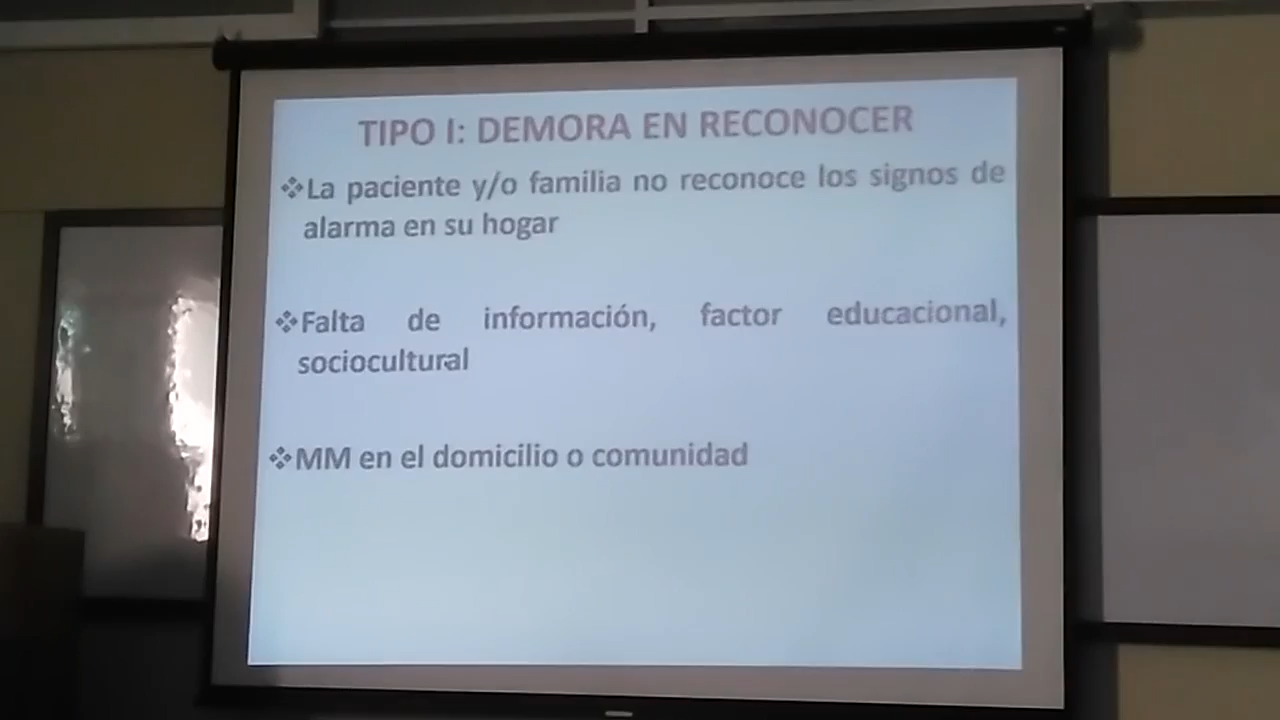 TIPO I: DEMORA EN RECONOCER
❖La paciente y/o familia no reconoce los signos de
alarma en su hogar
❖Falta de información, factor educacional,
sociocultural
❖MM en el domicilio o comunidad